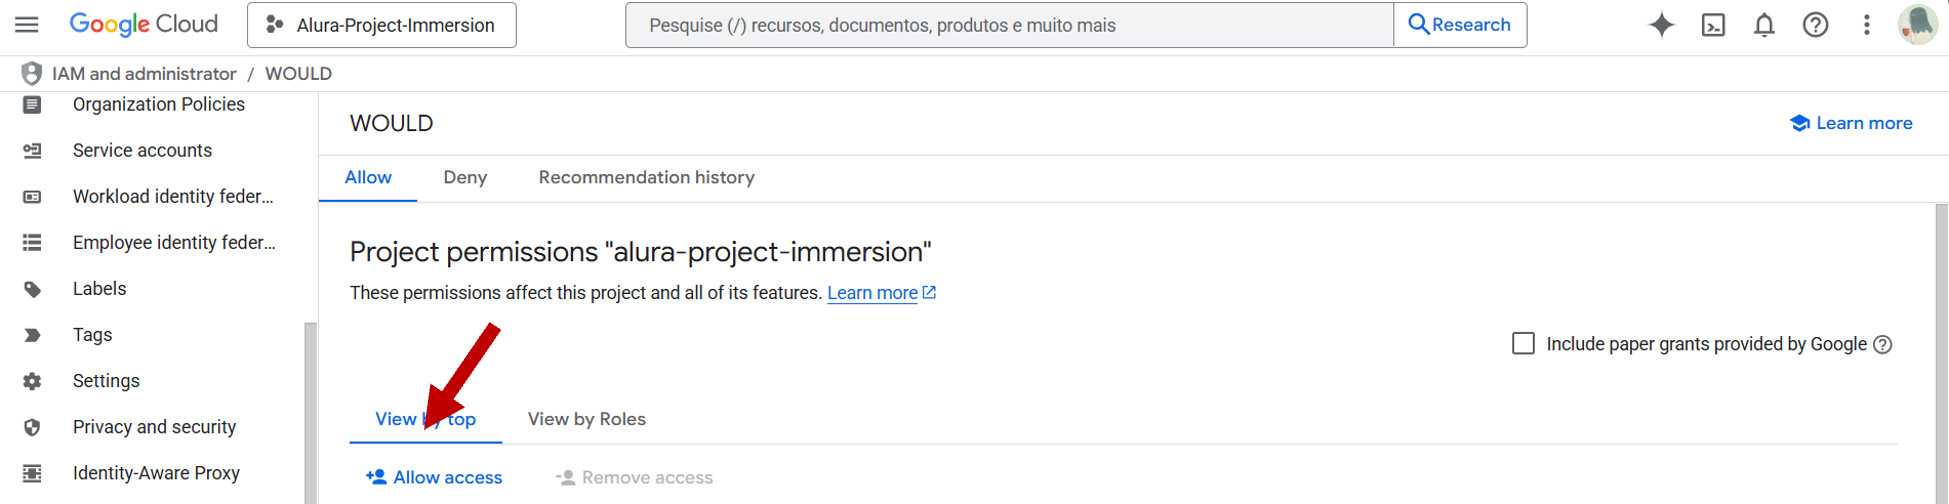 Google Cloud
Alura-Project-Immersion
Pesquise (/) recursos, documentos, produtos e muito mais
Research
IAM and administrator / WOULD
Organization Policies
Service accounts
Workload identity feder...
Employee identity feder...
Labels
Tags
Settings
Privacy and security
Identity-Aware Proxy
WOULD
Learn more
Allow Deny Recommendation history
Project permissions "alura-project-immersion"
These permissions affect this project and all of its features. Learn more
Include paper grants provided by Google
View by top View by Roles
Allow access Remove access